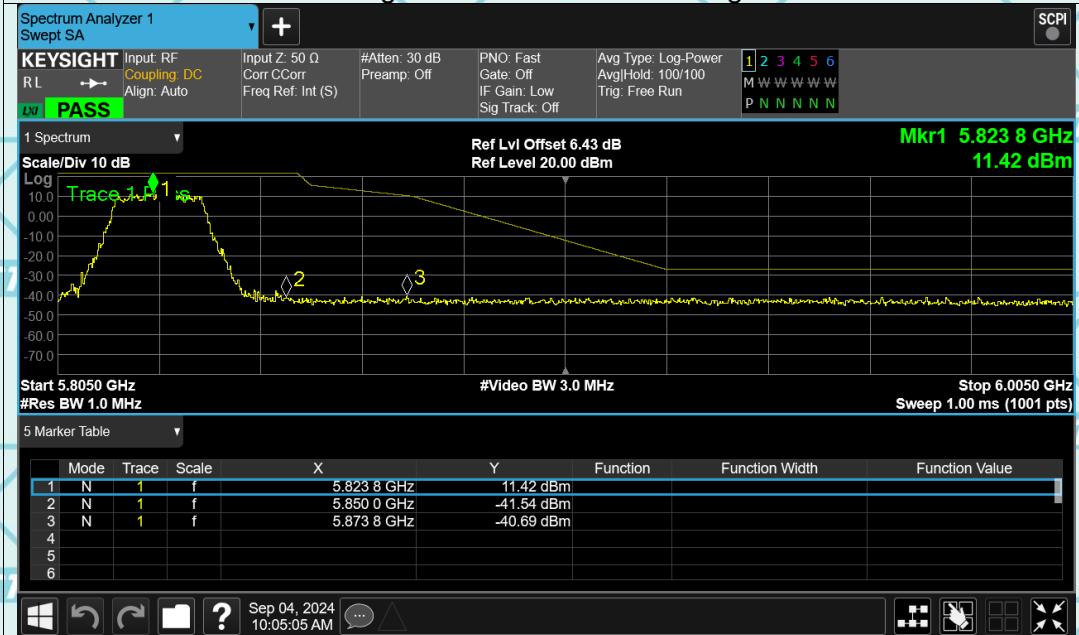 Spectrum Analyzer 1
Swept SA
+
SCPI
KEYSIGHT Input: RF Input Z: 50 Ω #Atten: 30 dB PNO: Fast Avg Type: Log-Power 1 2 3 4 5 6
RL Coupling: DC Corr CCorr Preamp: Off Gate: Off Avg|Hold: 100/100 M W W W W W
Align: Auto Freq Ref: Int (S) IF Gain: Low Trig: Free Run
LXI PASS Sig Track: Off P N N N N N
1 Spectrum Ref Lvl Offset 6.43 dB Mkr1 5.823 8 GHz
Scale/Div 10 dB Ref Level 20.00 dBm 11.42 dBm
Log
Trace 1 Pass
1
10.0
0.00
-10.0
-20.0
-30.0
2
3
-40.0
-50.0
-60.0
-70.0
Start 5.8050 GHz #Video BW 3.0 MHz Stop 6.0050 GHz
#Res BW 1.0 MHz Sweep 1.00 ms (1001 pts)
5 Marker Table
Mode Trace Scale X Y Function Function Width Function Value
1 N 1 f 5.823 8 GHz 11.42 dBm
2 N 1 f 5.850 0 GHz -41.54 dBm
3 N 1 f 5.873 8 GHz -40.69 dBm
4
5
6
? Sep 04, 2024
10:05:05 AM